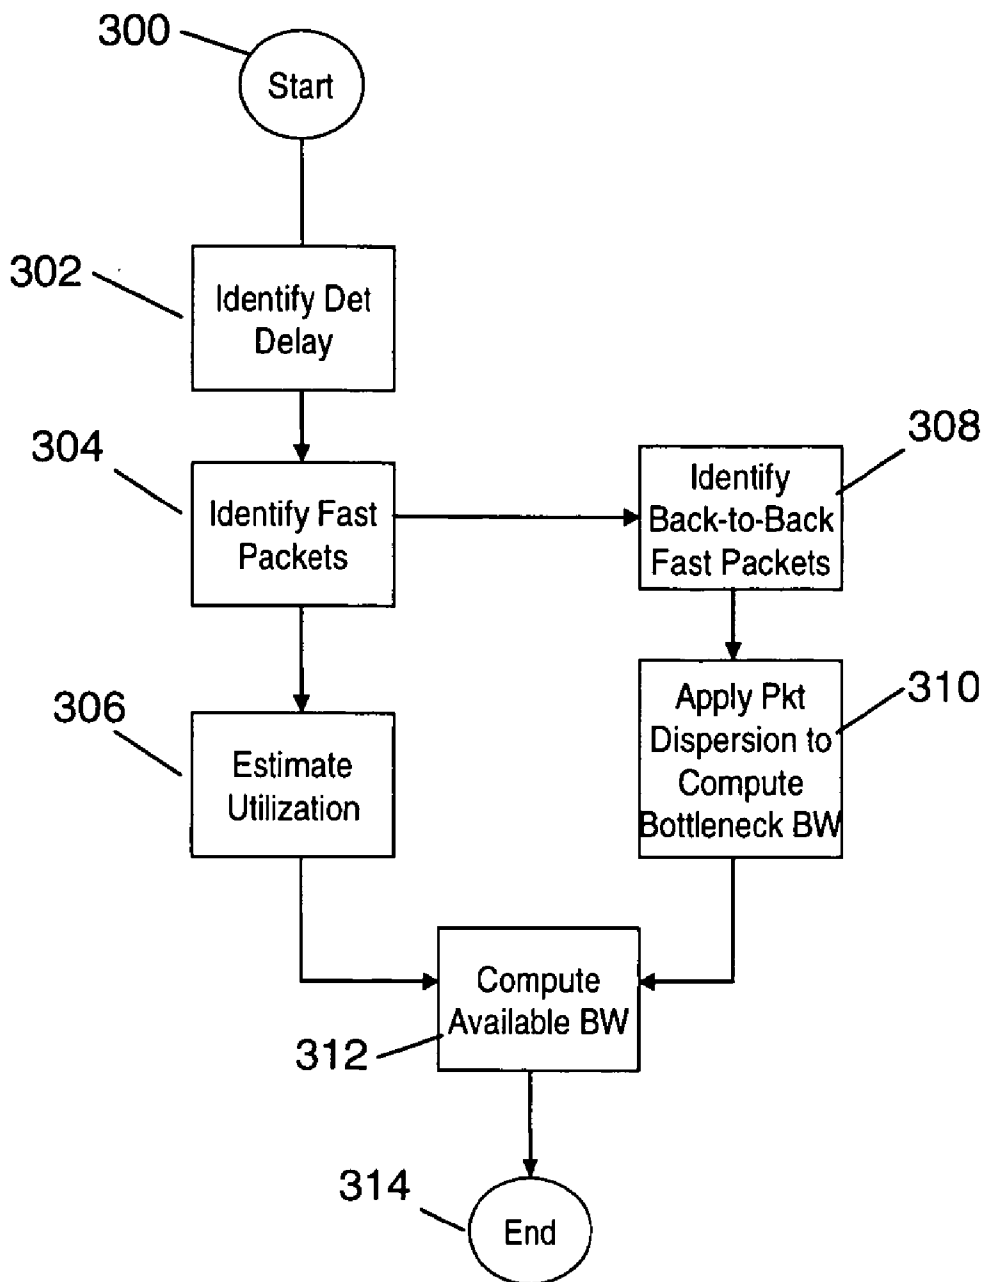 300
Start
302
Identify Det
Delay
304
Identify Fast
Packets
308
Identify
Back-to-Back
Fast Packets
306
Estimate
Utilization
310
Apply Pkt
Dispersion to
Compute
Bottleneck BW
312
Compute
Available BW
314
End